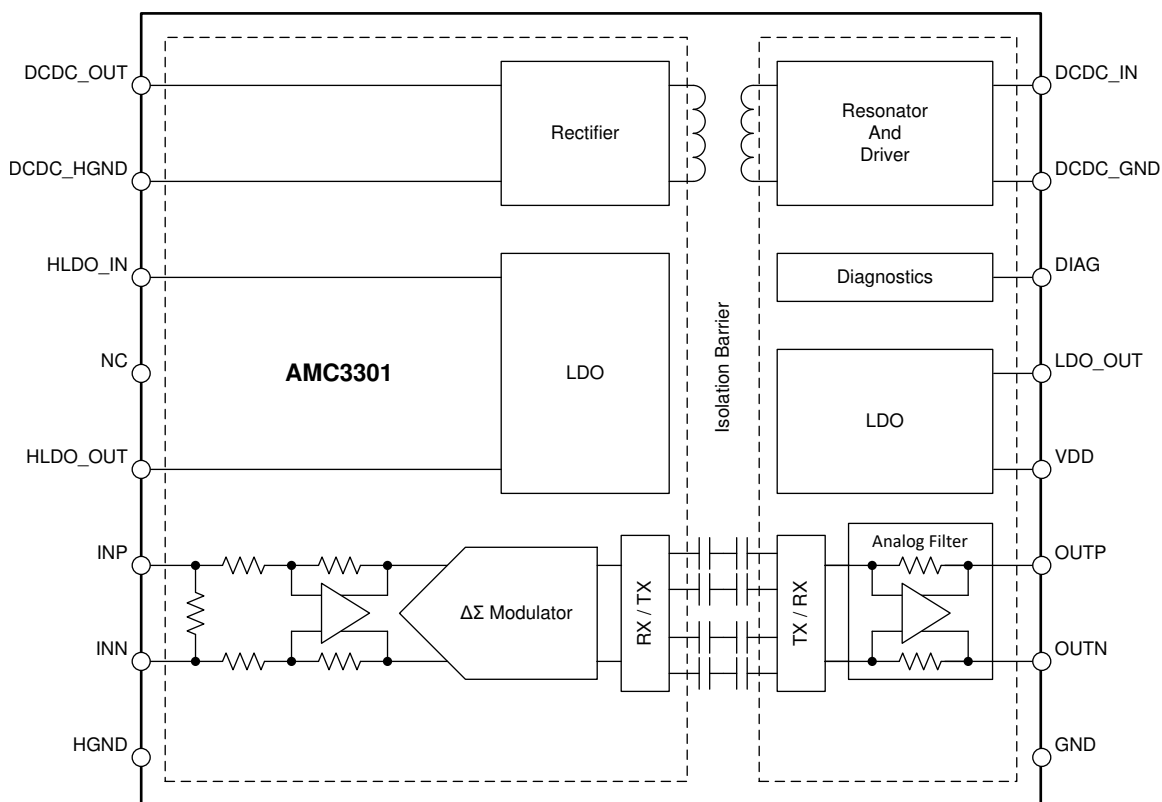 DCDC_OUT
DCDC_IN
Rectifier
Resonator
And
Driver
DCDC_HGND
DCDC_GND
HLDO_IN
Diagnostics
DIAG
Isolation Barrier
NC
AMC3301
LDO
LDO_OUT
LDO
HLDO_OUT
VDD
INP
Analog Filter
OUTP
ΔΣ Modulator
RX / TX
TX / RX
INN
OUTN
HGND
GND